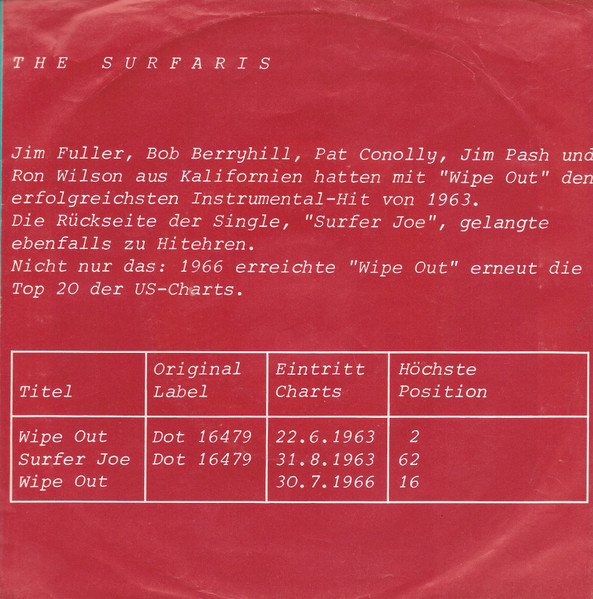 THE SURFARIS
Jim Fuller, Bob Berryhill, Pat Conolly, Jim Pash und
Ron Wilson aus Kalifornien hatten mit "Wipe Out" den
erfolgreichsten Instrumental-Hit von 1963.
Die Rückseite der Single, "Surfer Joe", gelangte
ebenfalls zu Hitehren.
Nicht nur das: 1966 erreichte "Wipe Out" erneut die
Top 20 der US-Charts.
Titel Original Label Eintritt Charts Höchste Position
Wipe Out Dot 16479 22.6.1963 2
Surfer Joe Dot 16479 31.8.1963 62
Wipe Out 30.7.1966 16